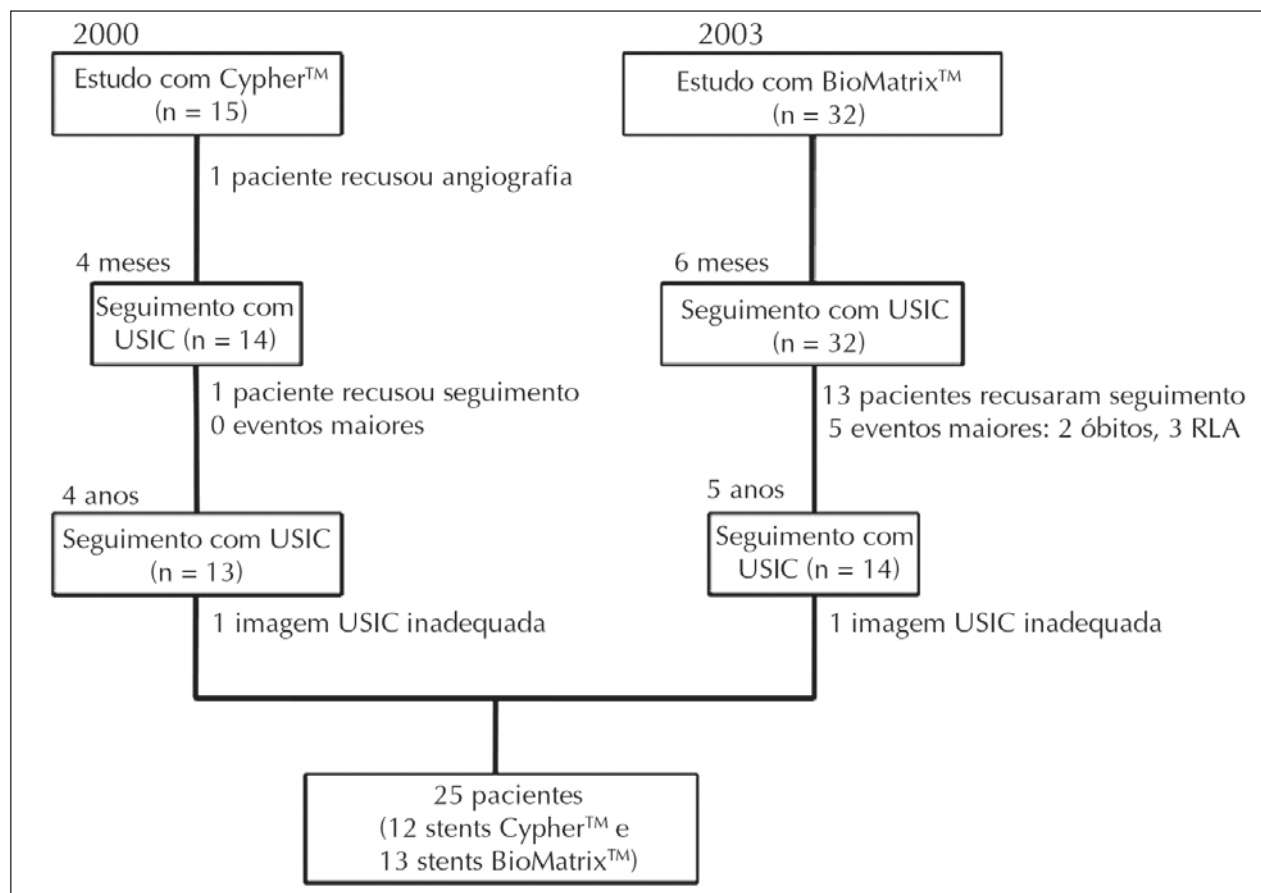 2000
Estudo com Cypher™
(n = 15)
1 paciente recusou angiografia
4 meses
Seguimento com
USIC (n = 14)
1 paciente recusou seguimento
0 eventos maiores
4 anos
Seguimento com USIC
(n = 13)
1 imagem USIC inadequada
2003
Estudo com BioMatrix™
(n = 32)
6 meses
Seguimento com USIC
(n = 32)
13 pacientes recusaram seguimento
5 eventos maiores: 2 óbitos, 3 RLA
5 anos
Seguimento com
USIC (n = 14)
1 imagem USIC inadequada
25 pacientes
(12 stents Cypher™ e
13 stents BioMatrix™)